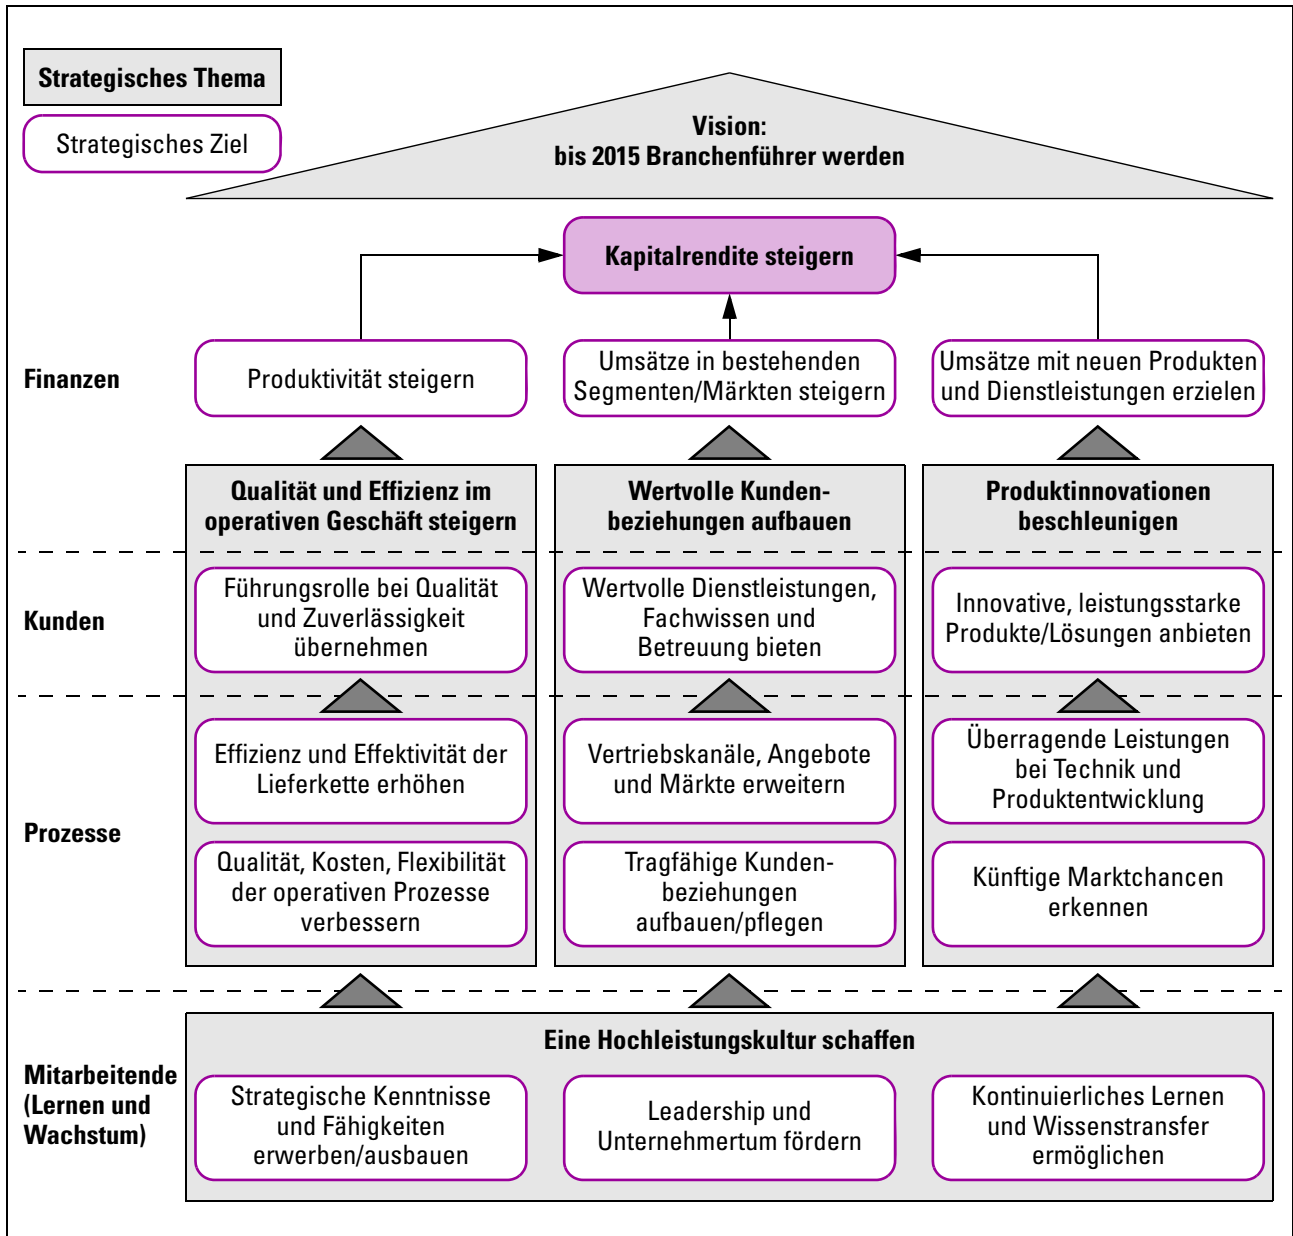 Strategisches Thema
Strategisches Ziel
Vision:
bis 2015 Branchenführer werden
Kapitalrendite steigern
Finanzen
Produktivität steigern
Umsätze in bestehenden
Segmenten/Märkten steigern
Umsätze mit neuen Produkten
und Dienstleistungen erzielen
Qualität und Effizienz im
operativen Geschäft steigern
Wertvolle Kunden-
beziehungen aufbauen
Produktinnovationen
beschleunigen
Kunden
Führungsrolle bei Qualität
und Zuverlässigkeit
übernehmen
Wertvolle Dienstleistungen,
Fachwissen und
Betreuung bieten
Innovative, leistungsstarke
Produkte/Lösungen anbieten
Prozesse
Effizienz und Effektivität der
Lieferkette erhöhen
Vertriebskanäle, Angebote
und Märkte erweitern
Überragende Leistungen
bei Technik und
Produktentwicklung
Qualität, Kosten, Flexibilität
der operativen Prozesse
verbessern
Tragfähige Kunden-
beziehungen
aufbauen/pflegen
Künftige Marktchancen
erkennen
Mitarbeitende
(Lernen und
Wachstum)
Eine Hochleistungskultur schaffen
Strategische Kenntnisse
und Fähigkeiten
erwerben/ausbauen
Leadership und
Unternehmertum fördern
Kontinuierliches Lernen
und Wissenstransfer
ermöglichen